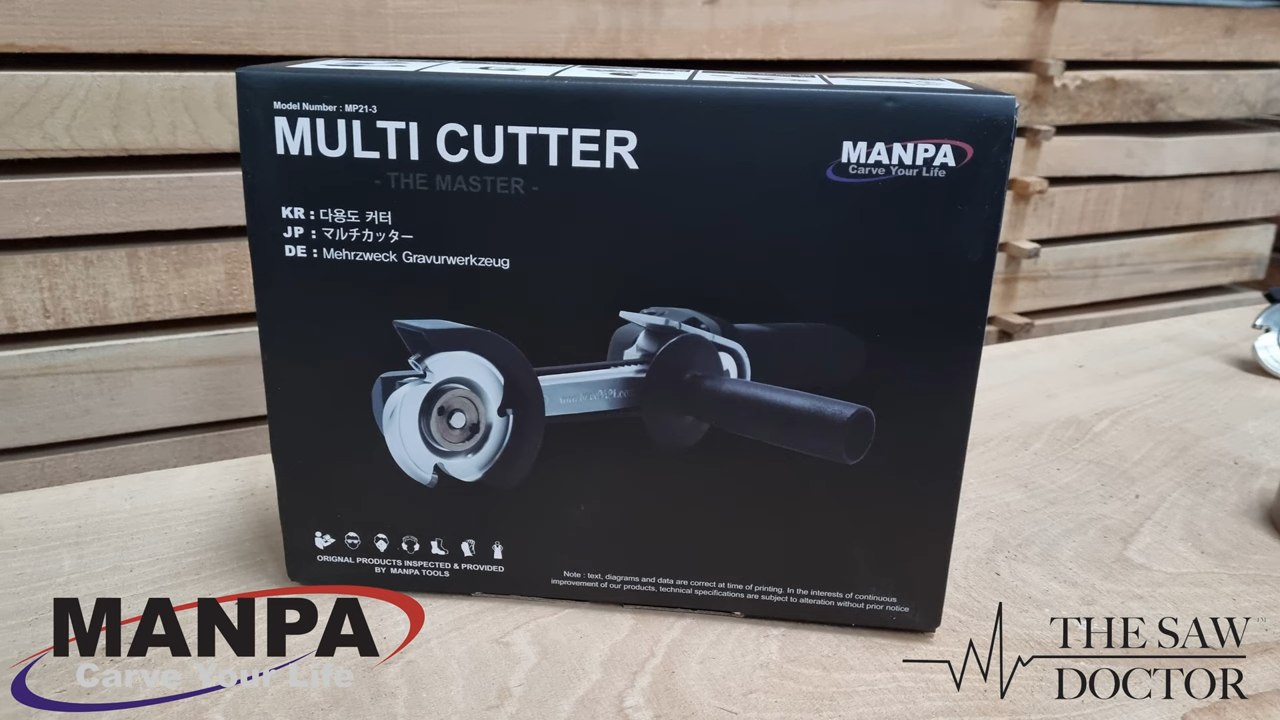 Model Number : MP21-3
MULTI CUTTER
- THE MASTER -
MANPA
Carve Your Life
KR : 다용도 커터
JP : マルチカッター
DE : Mehrzweck Gravurwerkzeug
ORIGNAL PRODUCTS INSPECTED & PROVIDED
BY MANPA TOOLS
Note : text, diagrams and data are correct at time of printing. In the interests of continuous
improvement of our products, technical specifications are subject to alteration without prior notice
MANPA
Carve Your Life
THE SAW
DOCTOR